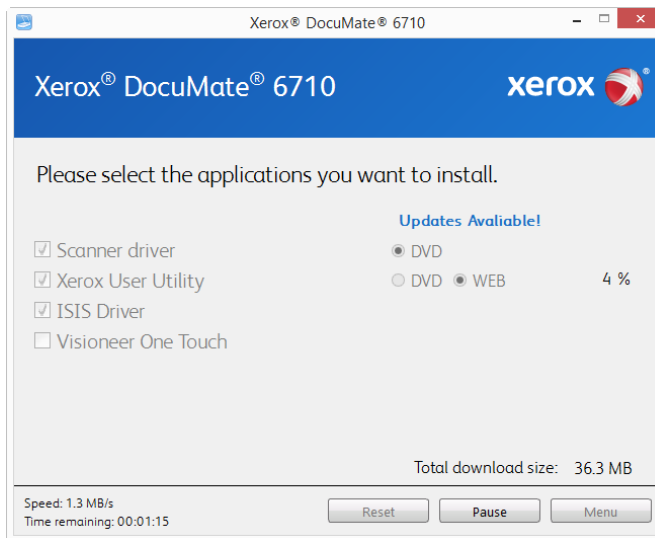 Xerox® DocuMate® 6710
Xerox® DocuMate® 6710
xerox®
Please select the applications you want to install.
Updates Avaliable!
Scanner driver DVD
Xerox User Utility DVD WEB 4 %
ISIS Driver
Visioneer One Touch
Total download size: 36.3 MB
Speed: 1.3 MB/s
Time remaining: 00:01:15
Reset Pause Menu